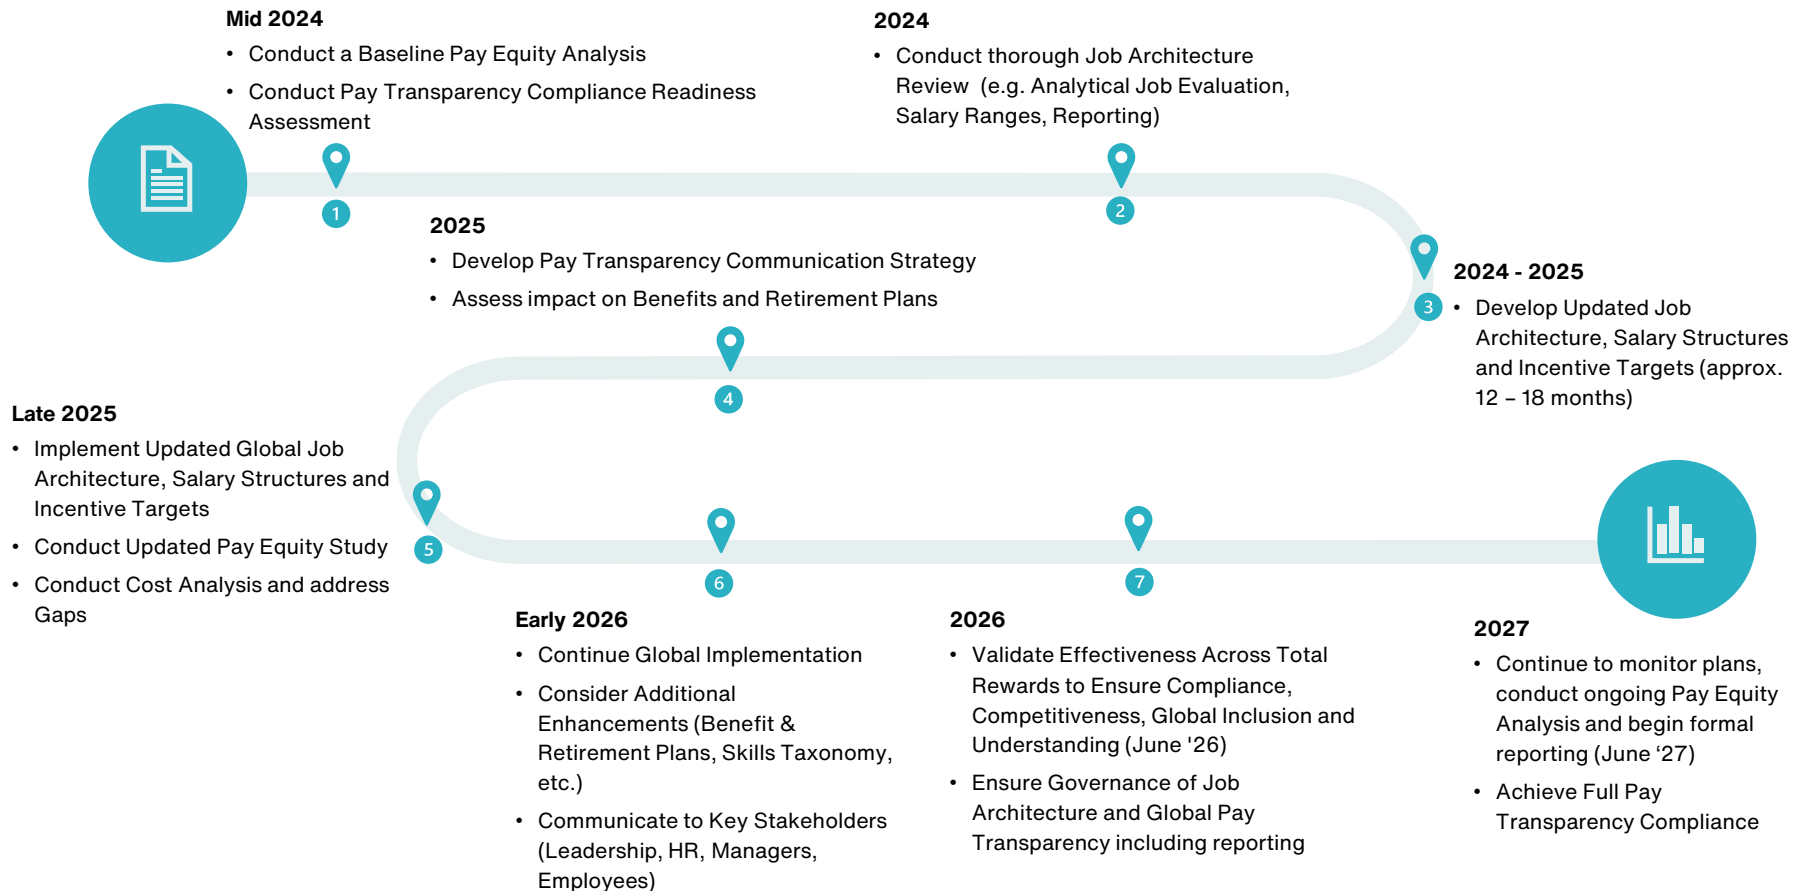 Mid 2024
• Conduct a Baseline Pay Equity Analysis
• Conduct Pay Transparency Compliance Readiness
Assessment
1
2024
• Conduct thorough Job Architecture
Review (e.g. Analytical Job Evaluation,
Salary Ranges, Reporting)
2
2024 - 2025
3
• Develop Updated Job
Architecture, Salary Structures
and Incentive Targets (approx.
12 – 18 months)
2025
• Develop Pay Transparency Communication Strategy
• Assess impact on Benefits and Retirement Plans
4
Late 2025
• Implement Updated Global Job
Architecture, Salary Structures and
Incentive Targets
• Conduct Updated Pay Equity Study
• Conduct Cost Analysis and address
Gaps
5
6
Early 2026
• Continue Global Implementation
• Consider Additional
Enhancements (Benefit &
Retirement Plans, Skills Taxonomy,
etc.)
• Communicate to Key Stakeholders
(Leadership, HR, Managers,
Employees)
7
2026
• Validate Effectiveness Across Total
Rewards to Ensure Compliance,
Competitiveness, Global Inclusion and
Understanding (June '26)
• Ensure Governance of Job
Architecture and Global Pay
Transparency including reporting
2027
• Continue to monitor plans,
conduct ongoing Pay Equity
Analysis and begin formal
reporting (June ‘27)
• Achieve Full Pay
Transparency Compliance